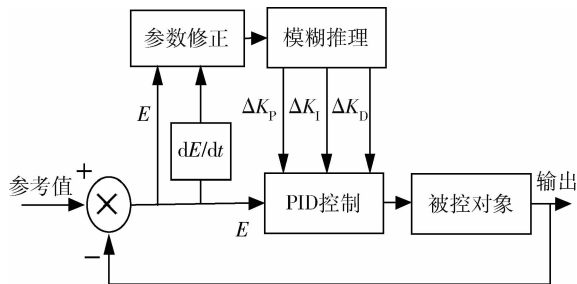 参数修正
模糊推理
E
ΔK_P ΔK_I ΔK_D
dE/dt
参考值
+
E
PID控制
被控对象
输出
−